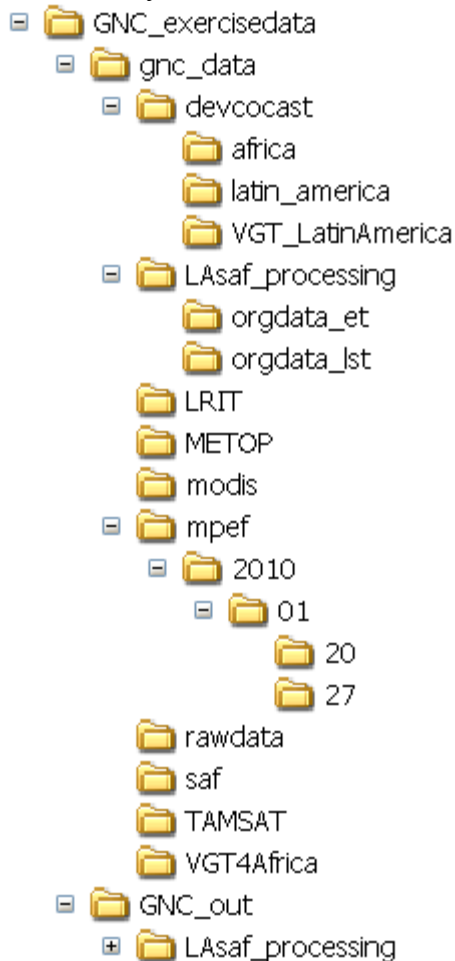 GNC_exercisedata
gnc_data
devcocast
africa
latin_america
VGT_LatinAmerica
LAsaf_processing
orgdata_et
orgdata_lst
LRIT
METOP
modis
mpef
2010
01
20
27
rawdata
saf
TAMSAT
VGT4Africa
GNC_out
LAsaf_processing